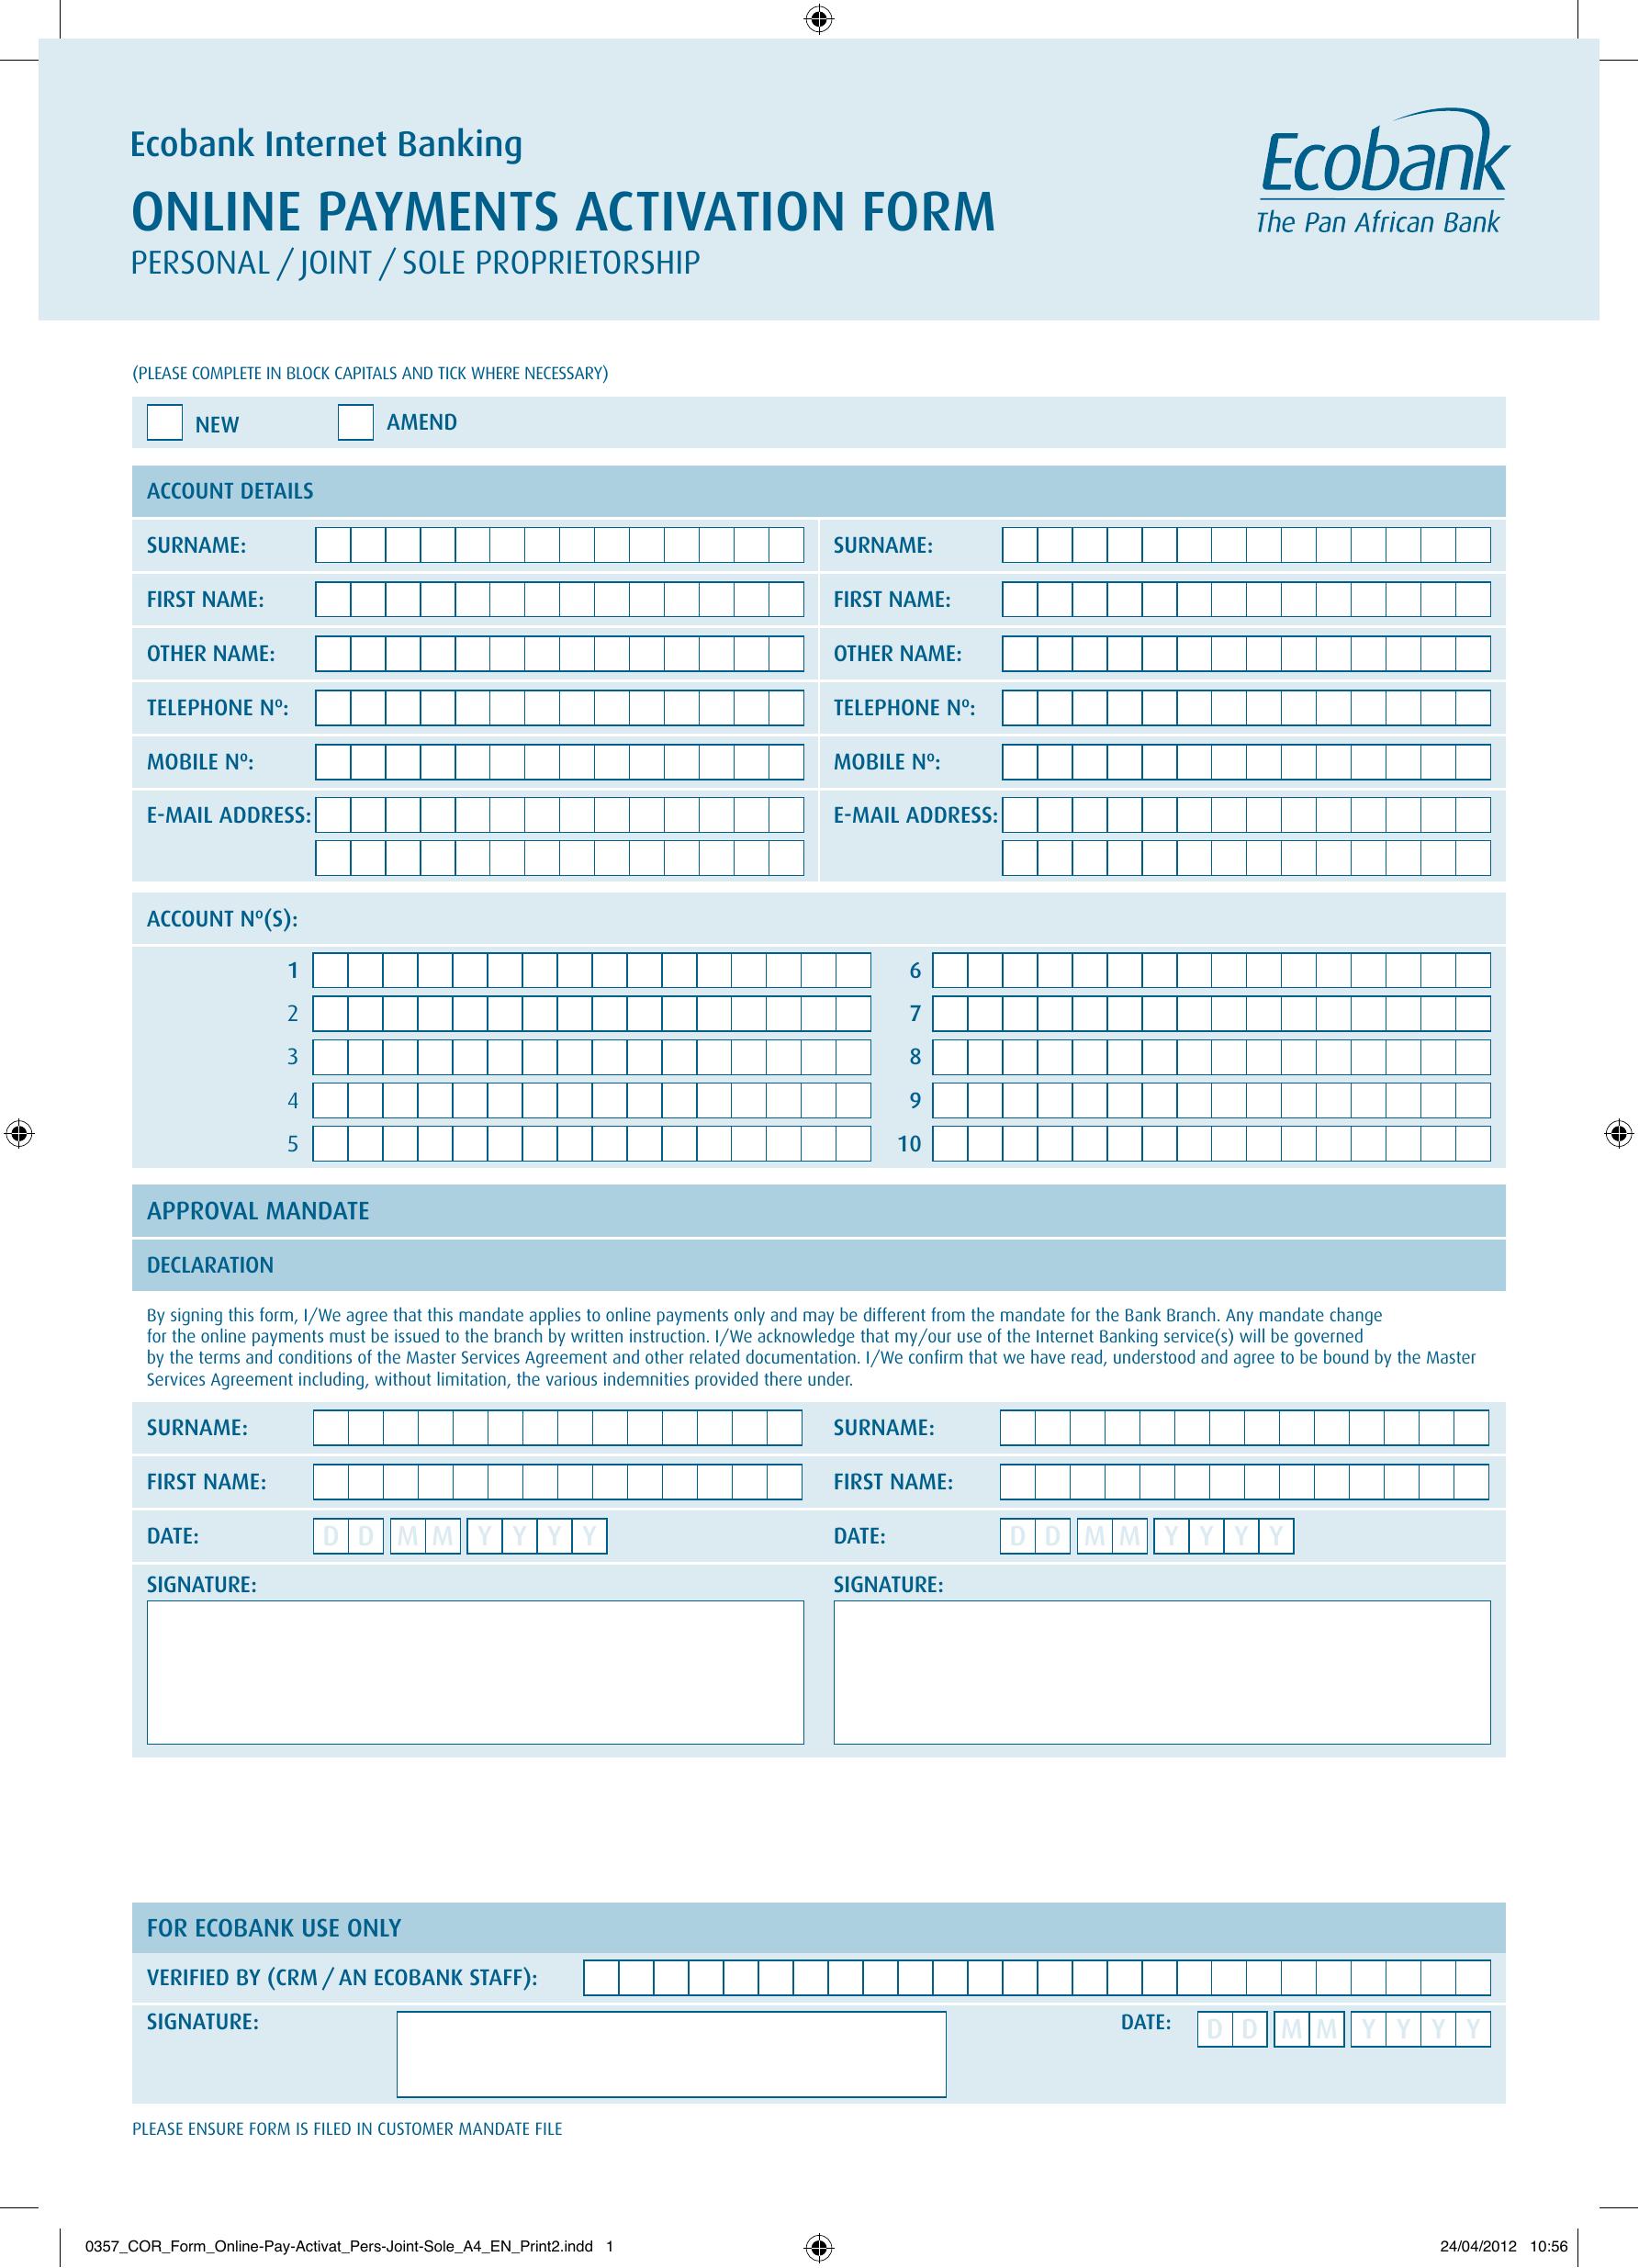 Ecobank Internet Banking
ONLINE PAYMENTS ACTIVATION FORM
PERSONAL / JOINT / SOLE PROPRIETORSHIP
Ecobank
The Pan African Bank
(PLEASE COMPLETE IN BLOCK CAPITALS AND TICK WHERE NECESSARY)
NEW AMEND
ACCOUNT DETAILS
SURNAME: SURNAME:
FIRST NAME: FIRST NAME:
OTHER NAME: OTHER NAME:
TELEPHONE Nº: TELEPHONE Nº:
MOBILE Nº: MOBILE Nº:
E-MAIL ADDRESS: E-MAIL ADDRESS:
ACCOUNT Nº(S):
1 6
2 7
3 8
4 9
5 10
APPROVAL MANDATE
DECLARATION
By signing this form, I/We agree that this mandate applies to online payments only and may be different from the mandate for the Bank Branch. Any mandate change
for the online payments must be issued to the branch by written instruction. I/We acknowledge that my/our use of the Internet Banking service(s) will be governed
by the terms and conditions of the Master Services Agreement and other related documentation. I/We confirm that we have read, understood and agree to be bound by the Master
Services Agreement including, without limitation, the various indemnities provided there under.
SURNAME: SURNAME:
FIRST NAME: FIRST NAME:
DATE: D D M M Y Y Y Y DATE: D D M M Y Y Y Y
SIGNATURE: SIGNATURE:
FOR ECOBANK USE ONLY
VERIFIED BY (CRM / AN ECOBANK STAFF):
SIGNATURE: DATE: D D M M Y Y Y Y
PLEASE ENSURE FORM IS FILED IN CUSTOMER MANDATE FILE
0357_COR_Form_Online-Pay-Activat_Pers-Joint-Sole_A4_EN_Print2.indd 1 24/04/2012 10:56